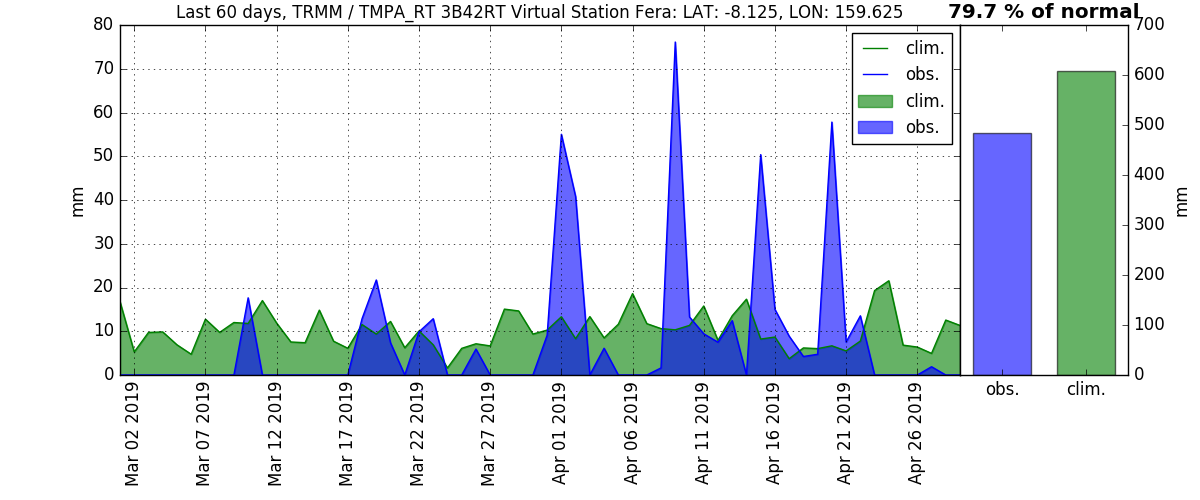 Last 60 days, TRMM / TMPA_RT 3B42RT Virtual Station Fera: LAT: -8.125, LON: 159.625
79.7 % of normal
80
70
60
50
40
30
20
10
0
mm
clim.
obs.
clim.
obs.
Mar 02 2019
Mar 07 2019
Mar 12 2019
Mar 17 2019
Mar 22 2019
Mar 27 2019
Apr 01 2019
Apr 06 2019
Apr 11 2019
Apr 16 2019
Apr 21 2019
Apr 26 2019
700
600
500
400
300
200
100
0
mm
obs.
clim.